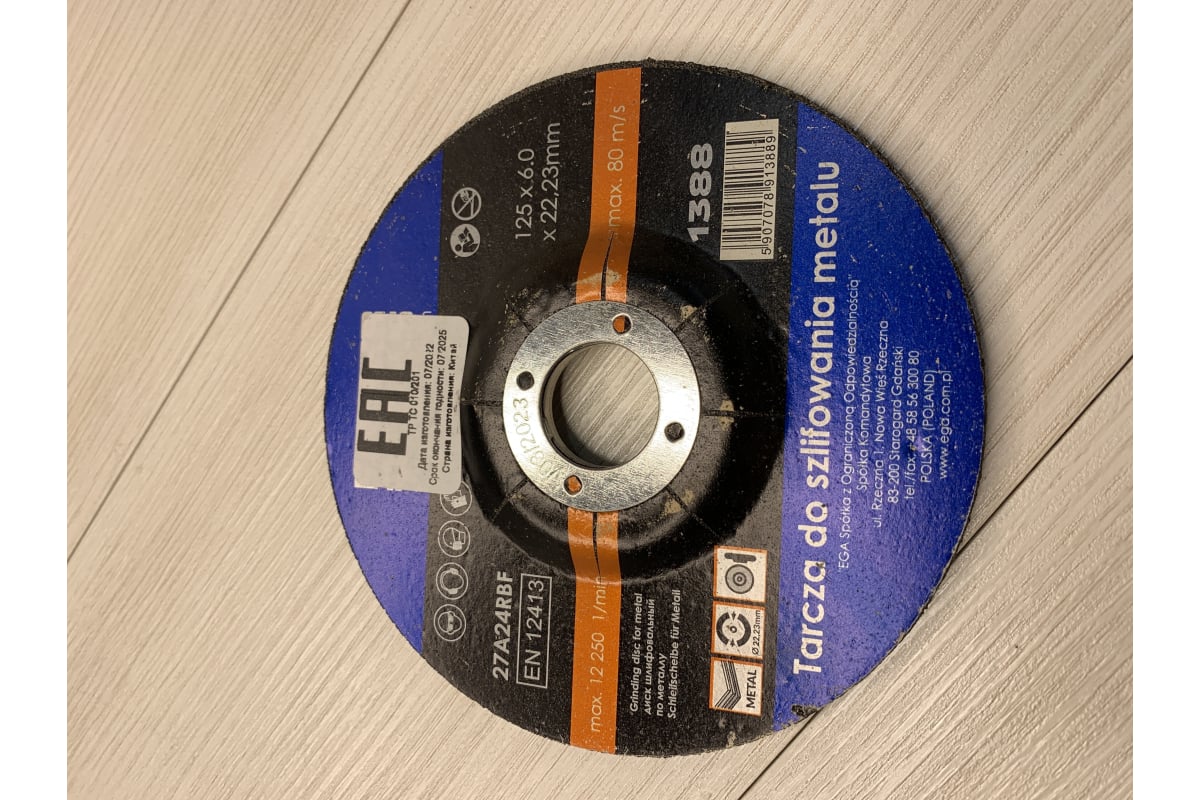 EAC
ТР ТС 010/2011
Дата изготовления: 07/2022
Срок окончания годности: 07/2025
Страна изготовления: Китай
125 x 6.0
x 22,23mm
max. 80 m/s
1388
5907078913889
03/2023
27A24RBF
EN 12413
max. 12 250 1/min
Grinding disc for metal
диск шлифовальный
по металлу
Schleifscheibe für Metall
METAL
Ø 22,23mm
Tarcza do szlifowania metalu
"EGA Spółka z Ograniczoną Odpowiedzialnością"
Spółka Komandytowa
ul. Rzeczna 1, Nowa Wieś Rzeczna
83-200 Starogard Gdański
tel./fax: +48 58 56 300 80
POLSKA (POLAND)
www.ega.com.pl